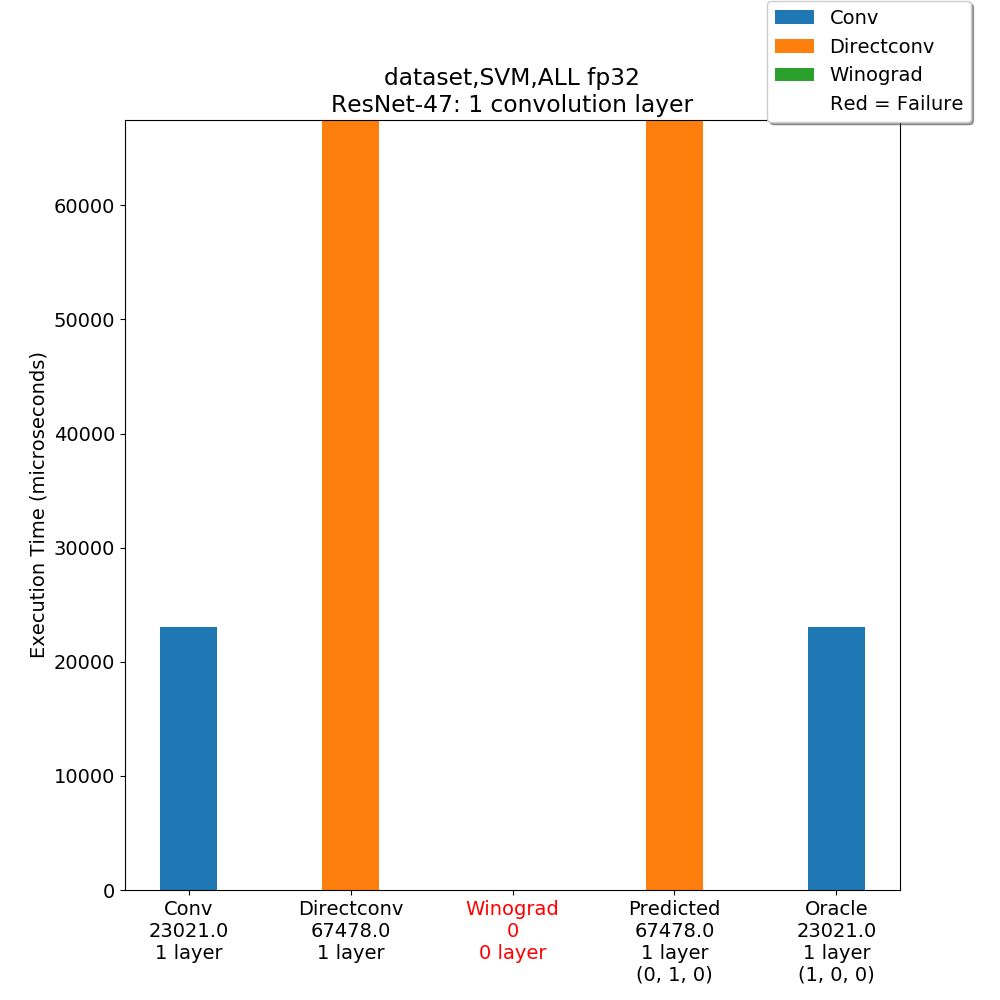 Conv
Directconv
Winograd
Red = Failure
dataset,SVM,ALL fp32
ResNet-47: 1 convolution layer
Execution Time (microseconds)
60000
50000
40000
30000
20000
10000
0
Conv
23021.0
1 layer
Directconv
67478.0
1 layer
Winograd
0
0 layer
Predicted
67478.0
1 layer
(0, 1, 0)
Oracle
23021.0
1 layer
(1, 0, 0)